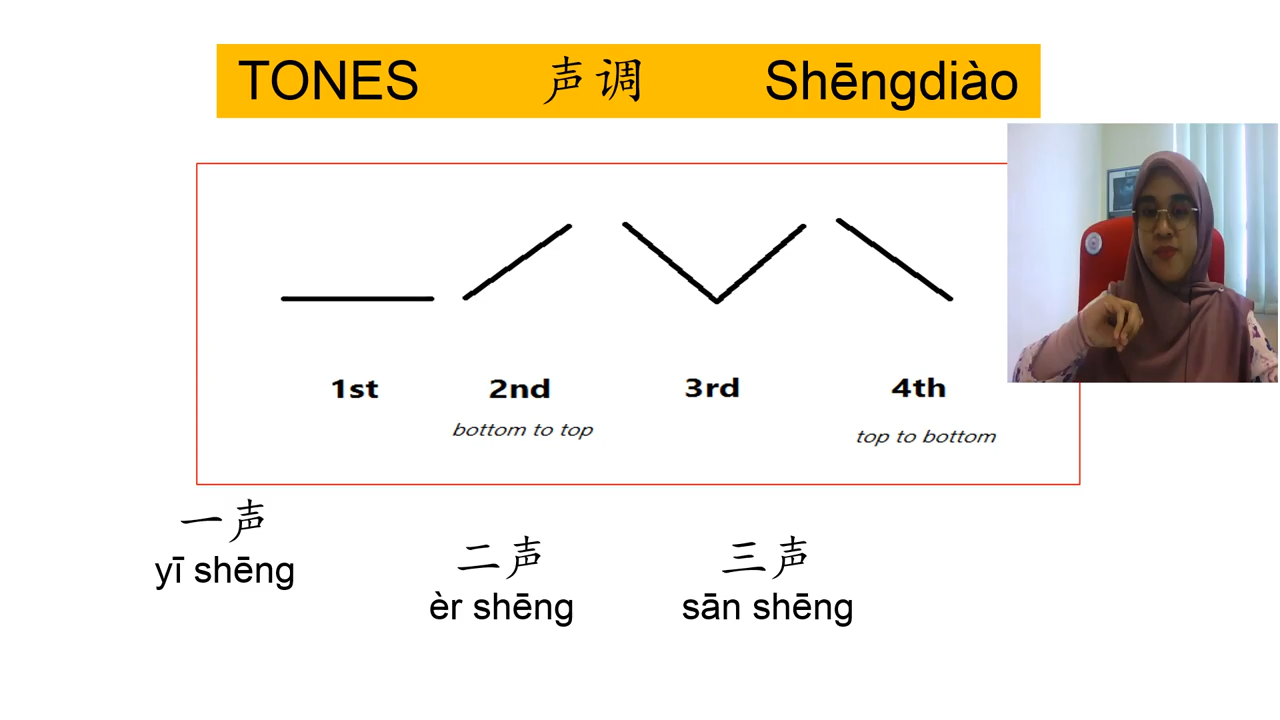 TONES 声调 Shēngdiào
1st 2nd 3rd 4th
bottom to top top to bottom
一声
yī shēng
二声 三声
èr shēng sān shēng